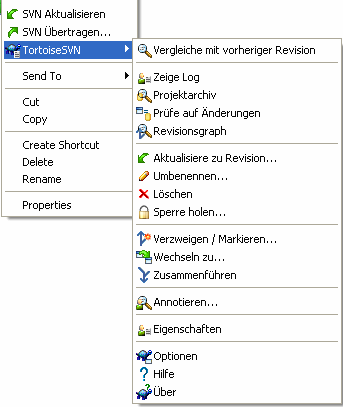 SVN Aktualisieren
SVN Übertragen...
TortoiseSVN
Send To
Cut
Copy
Create Shortcut
Delete
Rename
Properties
Vergleiche mit vorheriger Revision
Zeige Log
Projektarchiv
Prüfe auf Änderungen
Revisionsgraph
Aktualisiere zu Revision...
Umbenennen...
Löschen
Sperre holen...
Verzweigen / Markieren...
Wechseln zu...
Zusammenführen
Annotieren...
Eigenschaften
Optionen
Hilfe
Über